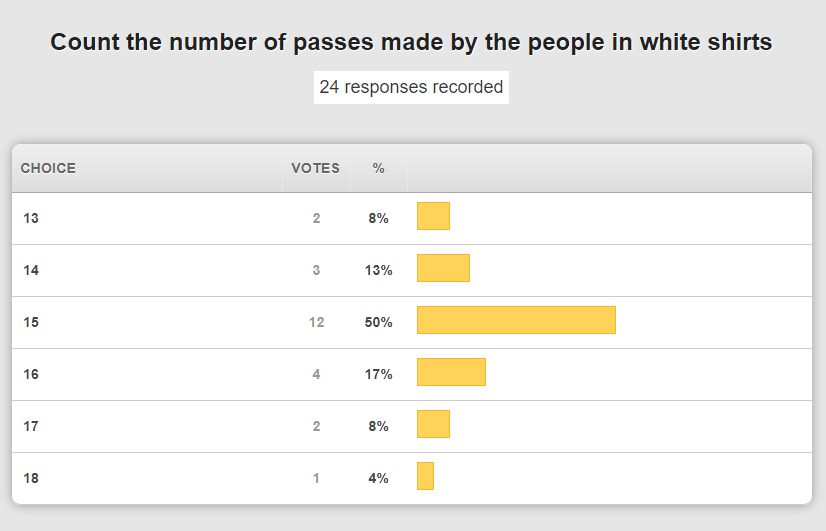 Count the number of passes made by the people in white shirts
24 responses recorded
CHOICE VOTES %
13 2 8%
14 3 13%
15 12 50%
16 4 17%
17 2 8%
18 1 4%